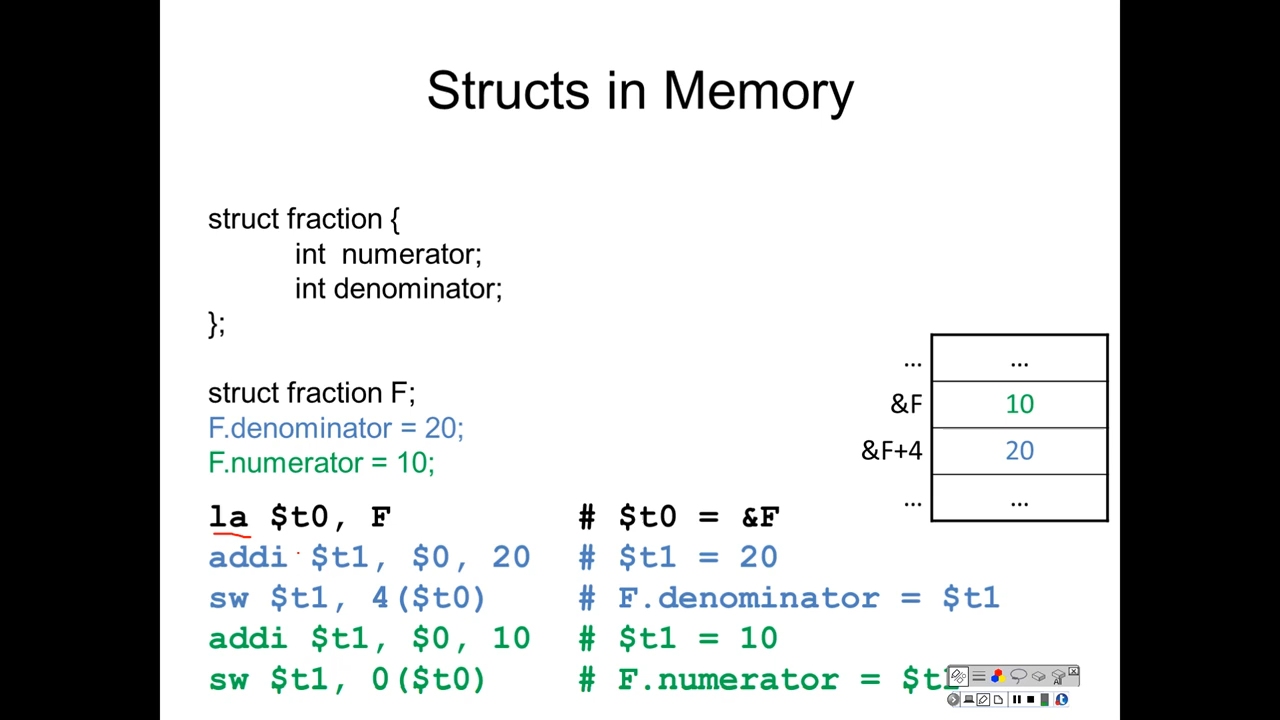 Structs in Memory
struct fraction {
int numerator;
int denominator;
};
struct fraction F;
F.denominator = 20;
F.numerator = 10;
... ...
&F 10
&F+4 20
... ...
la $t0, F # $t0 = &F
addi $t1, $0, 20 # $t1 = 20
sw $t1, 4($t0) # F.denominator = $t1
addi $t1, $0, 10 # $t1 = 10
sw $t1, 0($t0) # F.numerator = $t1